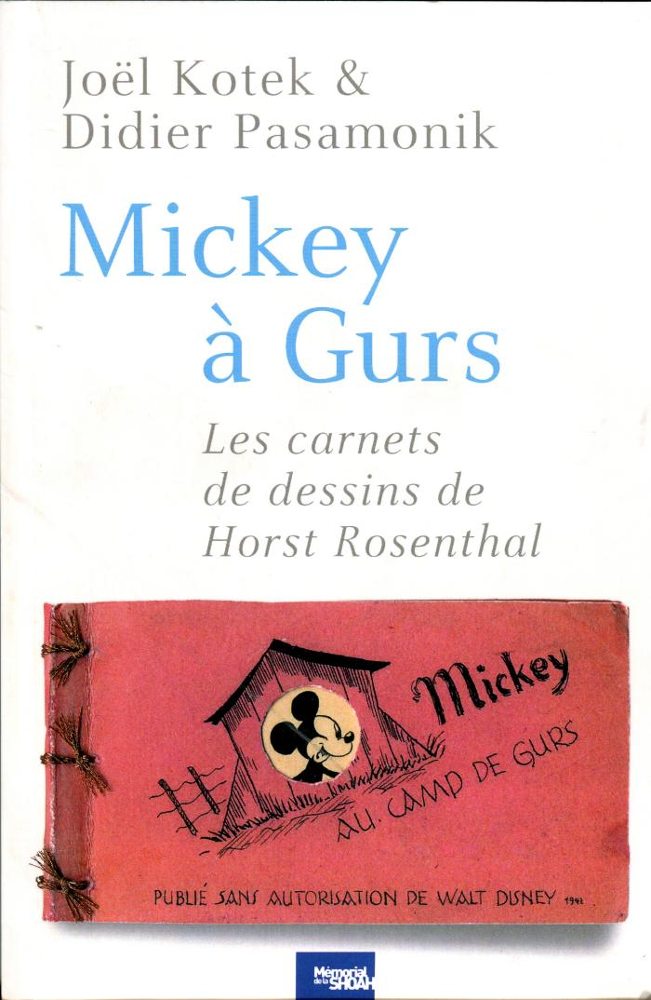 Joël Kotek &
Didier Pasamonik
Mickey
à Gurs
Les carnets
de dessins de
Horst Rosenthal
Mickey
AU CAMP DE GURS
PUBLIÉ SANS AUTORISATION DE WALT DISNEY 1942
Mémorial
de la SHOAH